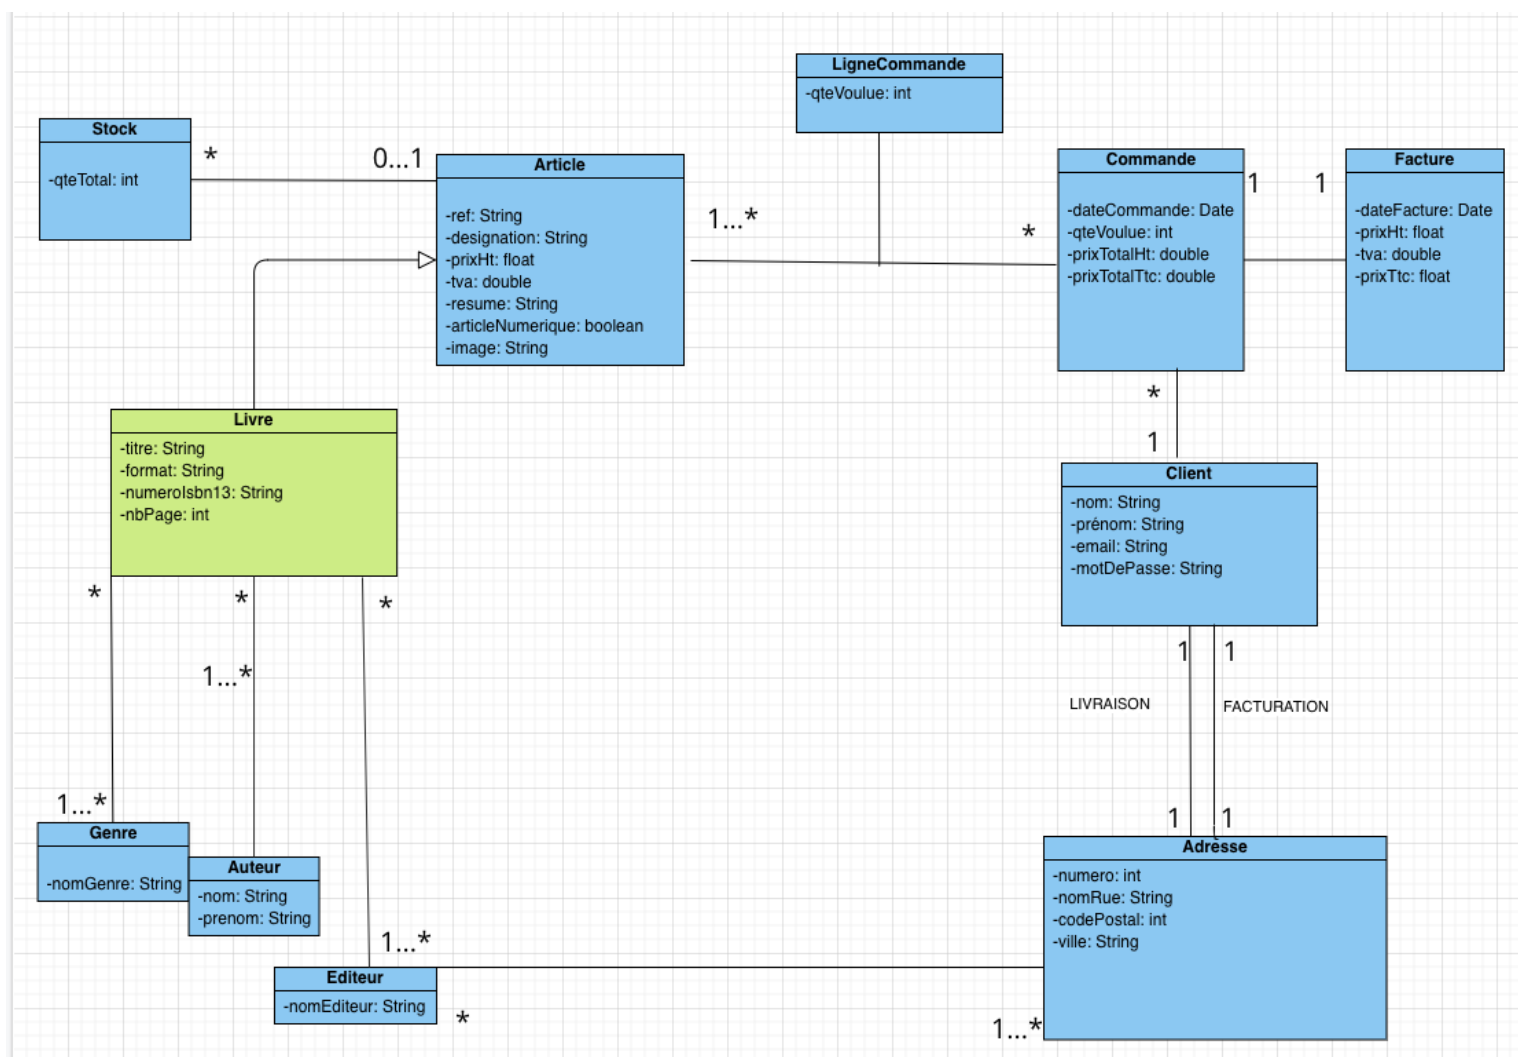 LigneCommande
-qteVoulue: int
Stock
-qteTotal: int
*
0...1
Article
-ref: String
-designation: String
-prixHt: float
-tva: double
-resume: String
-articleNumerique: boolean
-image: String
1...*
*
Commande
-dateCommande: Date
-qteVoulue: int
-prixTotalHt: double
-prixTotalTtc: double
1
1
Facture
-dateFacture: Date
-prixHt: float
-tva: double
-prixTtc: float
*
1
Livre
-titre: String
-format: String
-numeroIsbn13: String
-nbPage: int
Client
-nom: String
-prénom: String
-email: String
-motDePasse: String
*
*
*
1...*
1
1
LIVRAISON
FACTURATION
1
1
1...*
Genre
-nomGenre: String
Auteur
-nom: String
-prenom: String
1...*
Editeur
-nomEditeur: String
*
Adrèsse
-numero: int
-nomRue: String
-codePostal: int
-ville: String
1...*